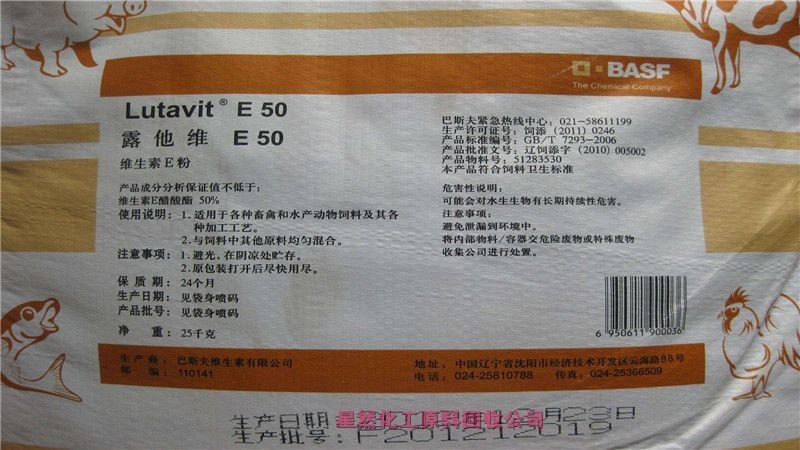 BASF
The Chemical Company
Lutavit® E 50
露他维 E 50
维生素E粉
产品成分分析保证值不低于:
维生素E醋酸酯 50%
使用说明: 1.适用于各种畜禽和水产动物饲料及其各
种加工工艺。
2.与饲料中其他原料均匀混合。
注意事项: 1.避光,在阴凉处贮存。
2.原包装打开后尽快用尽。
保 质 期: 24个月
生产日期: 见袋身喷码
产品批号: 见袋身喷码
净 重: 25千克
巴斯夫紧急热线中心: 021-58611199
生产许可证号: 饲添 (2011) 0246
产品标准编号: GB/T 7293-2006
产品批准文号: 辽饲添字 (2010) 005002
产品物料号: 51283530
本产品符合饲料卫生标准
危害性说明:
可能会对水生生物有长期持续性危害。
注意事项:
避免泄漏到环境中。
将内部物料/容器交危险废物或特殊废物
收集公司进行处置。
6 950611 900036
生 产 商: 巴斯夫维生素有限公司
邮 编: 110141
地址: 中国辽宁省沈阳市经济技术开发区云海路88号
电话: 024-25810788 传真: 024-25366509
生产日期
月23日
星然化工原料回收公司
生产批号: F201212019